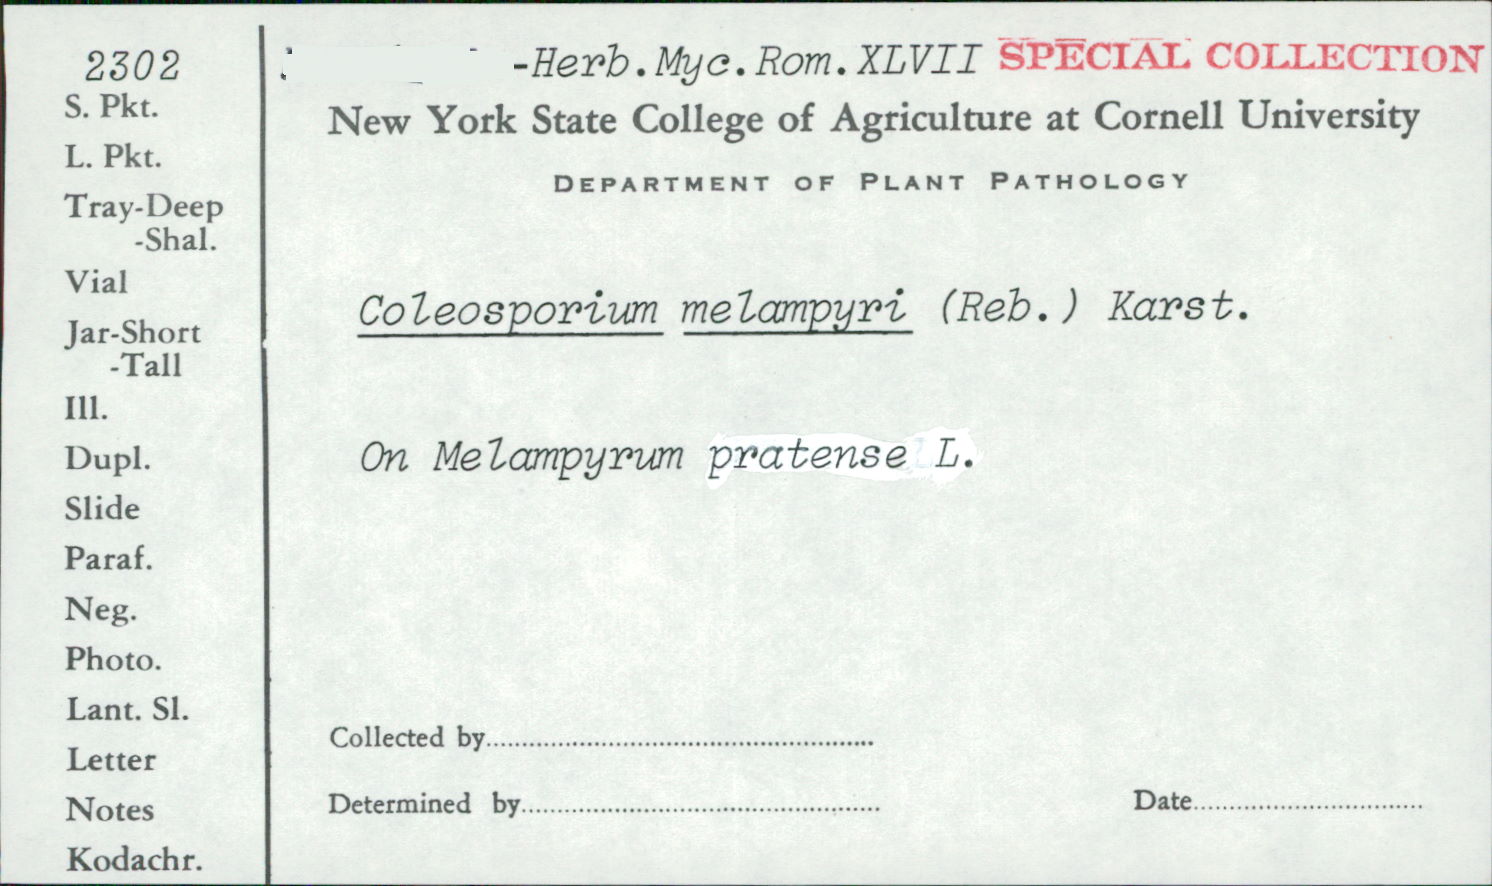 2302
S. Pkt.
L. Pkt.
Tray-Deep
-Shal.
Vial
Jar-Short
-Tall
Ill.
Dupl.
Slide
Paraf.
Neg.
Photo.
Lant. Sl.
Letter
Notes
Kodachr.
-Herb.Myc.Rom.XLVII SPECIAL COLLECTION
New York State College of Agriculture at Cornell University
DEPARTMENT OF PLANT PATHOLOGY
Coleosporium melampyri (Reb.) Karst.
On Melampyrum pratense L.
Collected by
Determined by
Date